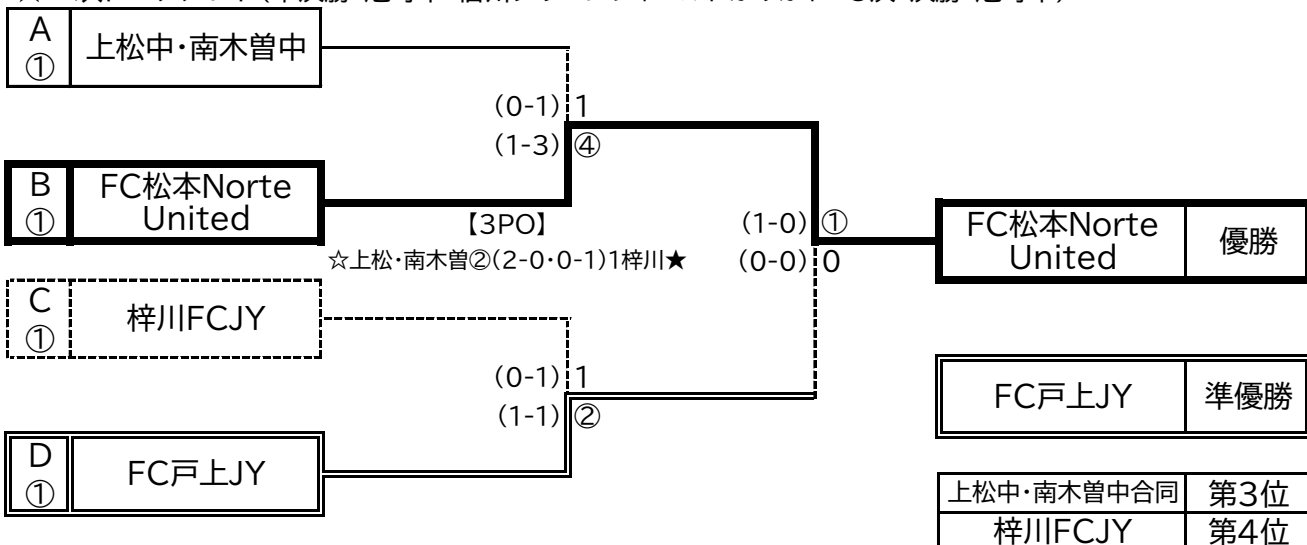 A
①
上松中・南木曽中
(0-1) 1
(1-3) ④
B
①
FC松本Norte
United
【3PO】
☆上松・南木曽②(2-0・0-1)1梓川★
(1-0) ①
(0-0) 0
FC松本Norte
United
優勝
C
①
梓川FCJY
(0-1) 1
(1-1) ②
D
①
FC戸上JY
FC戸上JY
準優勝
上松中・南木曽中合同
第3位
梓川FCJY
第4位